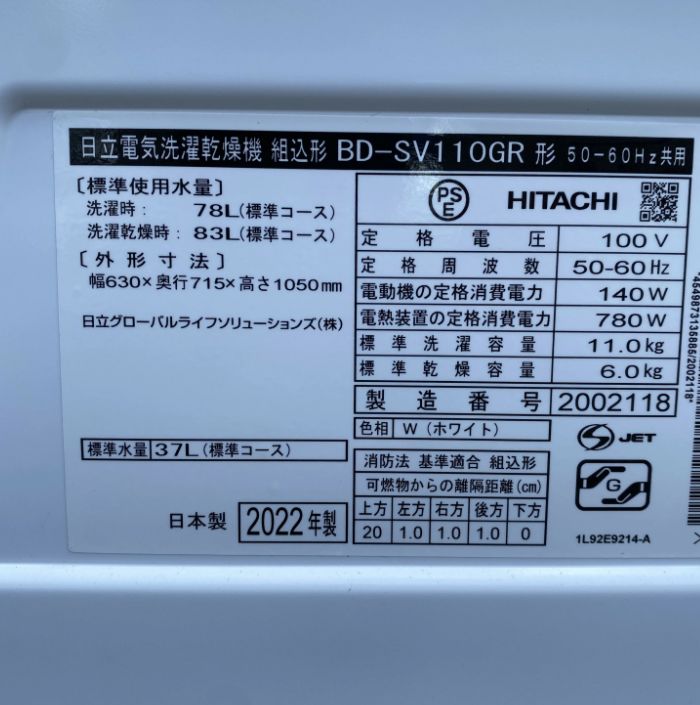 日立電気洗濯乾燥機 組込形 BD-SV110GR 形 50-60Hz共用
〔標準使用水量〕
洗濯時: 78L(標準コース)
洗濯乾燥時:83L(標準コース)
〔外形寸法〕
幅630×奥行715×高さ1050mm
日立グローバルライフソリューションズ(株)
標準水量 37L(標準コース)
日本製 2022年製
PS
E
HITACHI
定格電圧 100V
定格周波数 50-60Hz
電動機の定格消費電力 140W
電熱装置の定格消費電力 780W
標準洗濯容量 11.0kg
標準乾燥容量 6.0kg
製造番号 2002118
色相 W(ホワイト)
消防法 基準適合 組込形
可燃物からの離隔距離(cm)
上方 左方 右方 後方 下方
20 1.0 1.0 1.0 0
S JET
G
1L92E9214-A
*4549873135885/2002118*